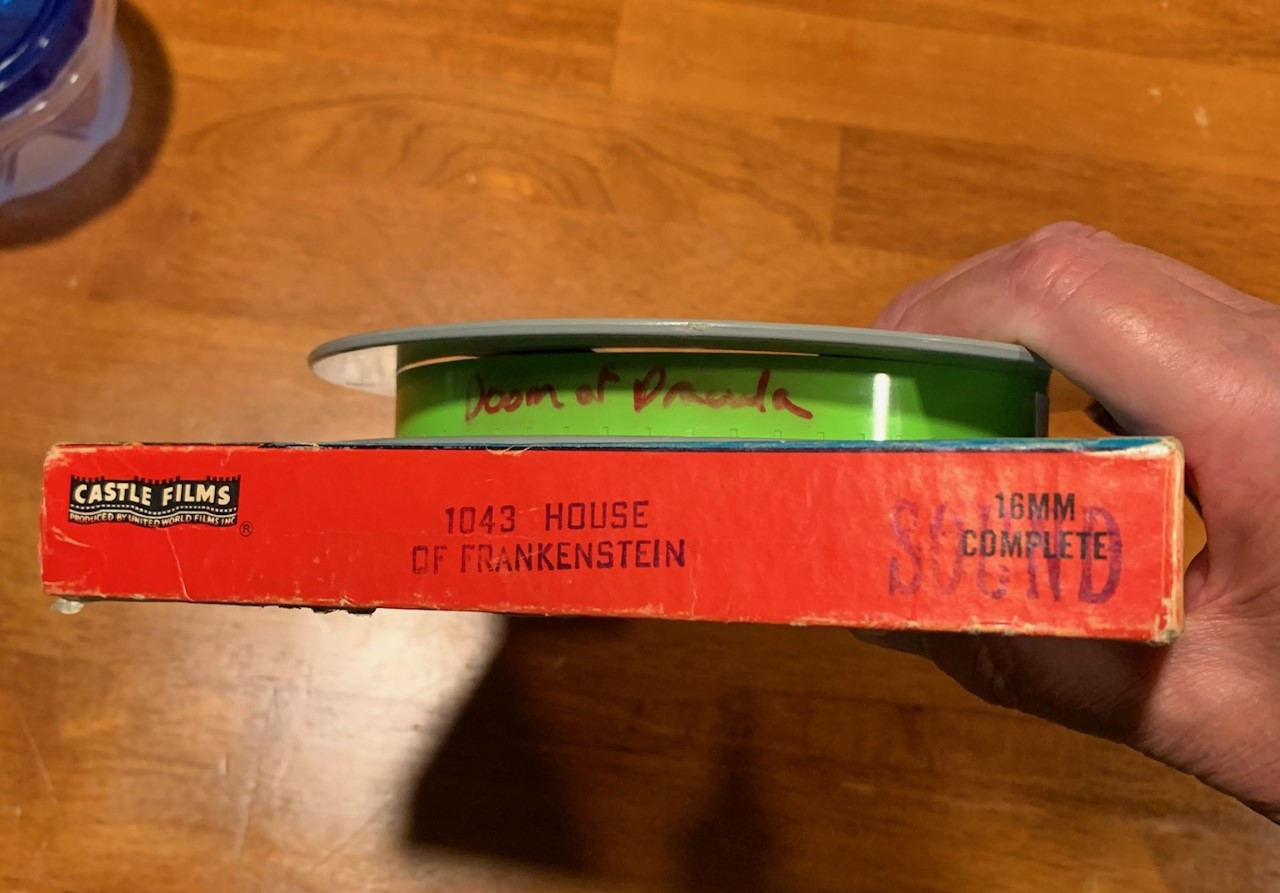 Doom of Dracula
CASTLE FILMS
PRODUCED BY UNITED WORLD FILMS INC
®
1043 HOUSE
OF FRANKENSTEIN
16MM
COMPLETE
SOUND